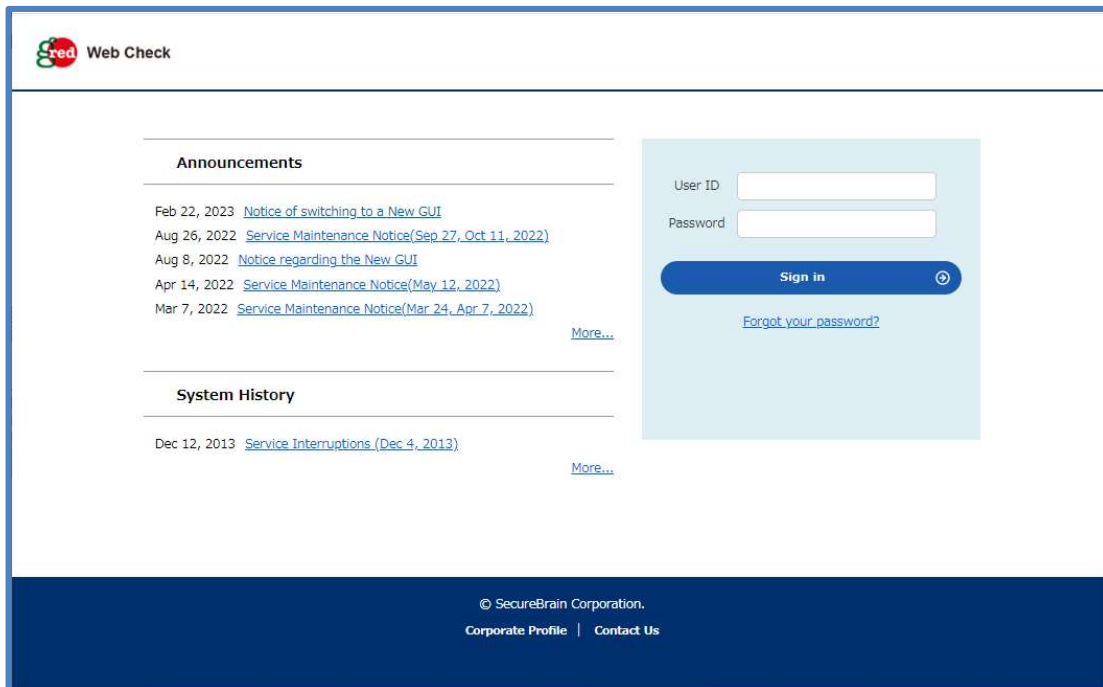 gred Web Check
Announcements
Feb 22, 2023 Notice of switching to a New GUI
Aug 26, 2022 Service Maintenance Notice(Sep 27, Oct 11, 2022)
Aug 8, 2022 Notice regarding the New GUI
Apr 14, 2022 Service Maintenance Notice(May 12, 2022)
Mar 7, 2022 Service Maintenance Notice(Mar 24, Apr 7, 2022)
More...
System History
Dec 12, 2013 Service Interruptions (Dec 4, 2013)
More...
User ID
Password
Sign in
Forgot your password?
© SecureBrain Corporation.
Corporate Profile | Contact Us